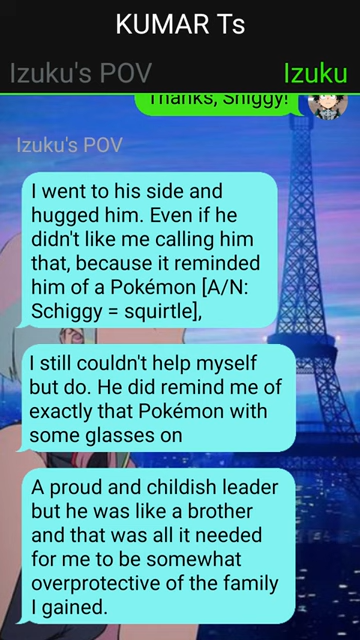 KUMAR Ts
Izuku's POV
Izuku
Thanks, Shiggy!
Izuku's POV
I went to his side and
hugged him. Even if he
didn't like me calling him
that, because it reminded
him of a Pokémon [A/N:
Schiggy = squirtle],
I still couldn't help myself
but do. He did remind me of
exactly that Pokémon with
some glasses on
A proud and childish leader
but he was like a brother
and that was all it needed
for me to be somewhat
overprotective of the family
I gained.